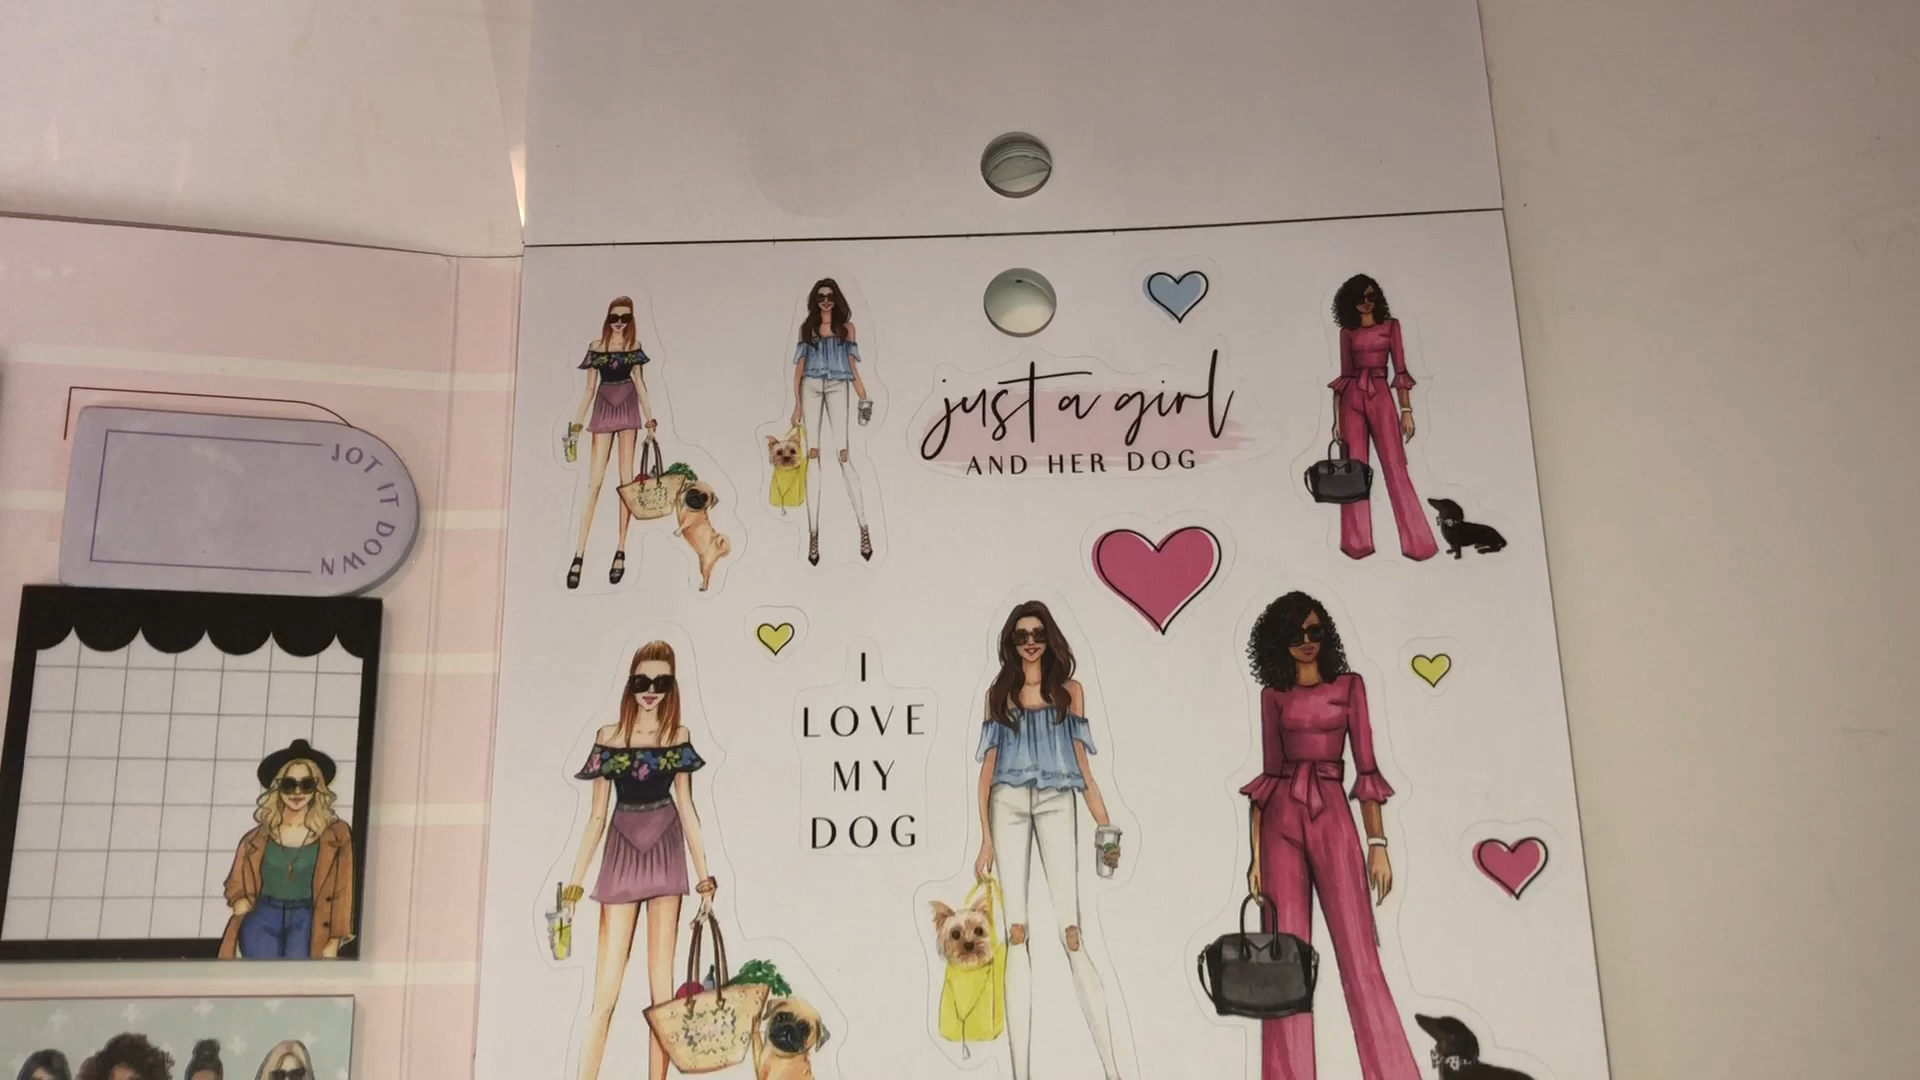 JOT IT DOWN
just a girl
AND HER DOG
I
LOVE
MY
DOG